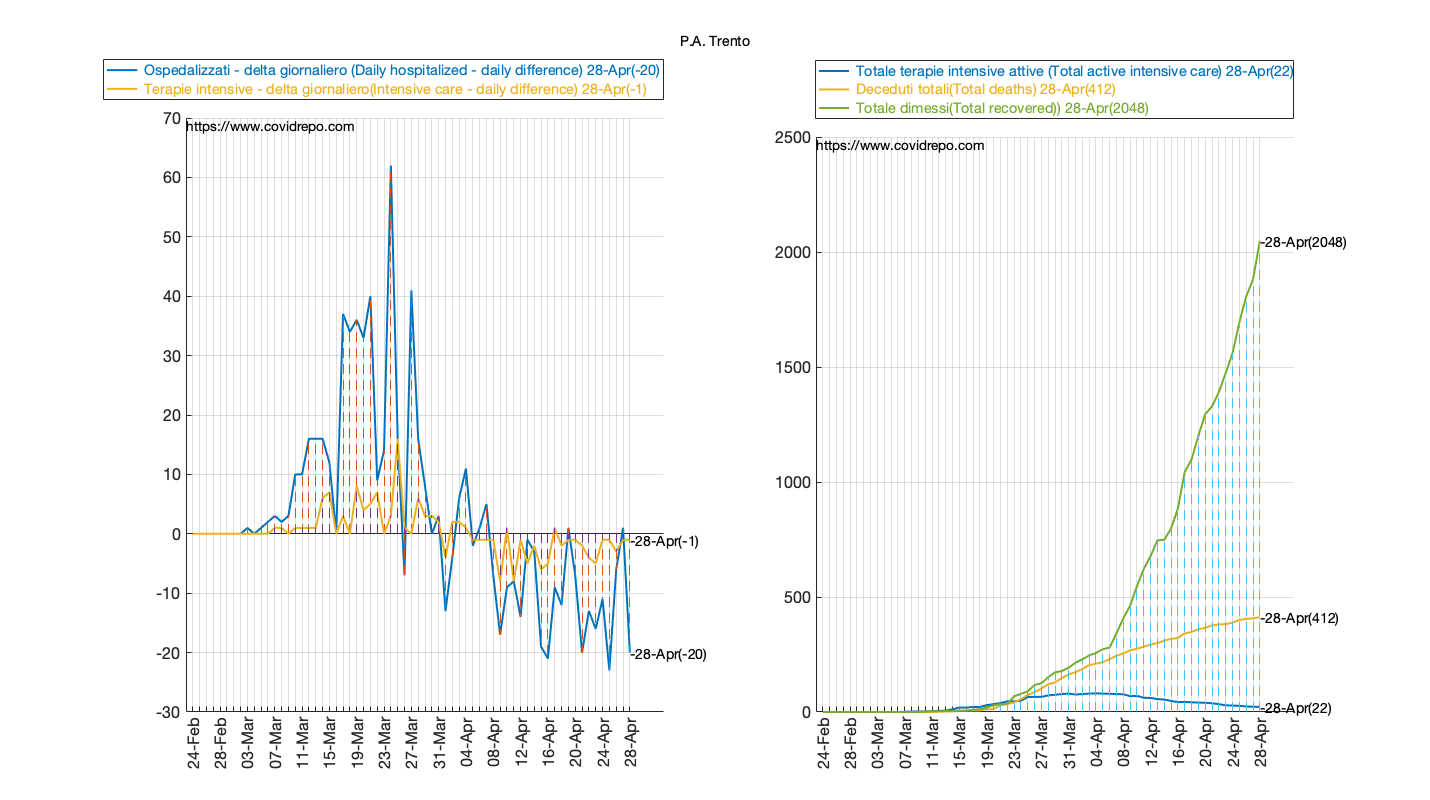 P.A. Trento
Ospedalizzati - delta giornaliero (Daily hospitalized - daily difference) 28-Apr(-20)
Terapie intensive - delta giornaliero(Intensive care - daily difference) 28-Apr(-1)
https://www.covidrepo.com
70
60
50
40
30
20
10
0
-10
-20
-30
-28-Apr(-1)
-28-Apr(-20)
24-Feb
28-Feb
03-Mar
07-Mar
11-Mar
15-Mar
19-Mar
23-Mar
27-Mar
31-Mar
04-Apr
08-Apr
12-Apr
16-Apr
20-Apr
24-Apr
28-Apr
Totale terapie intensive attive (Total active intensive care) 28-Apr(22)
Deceduti totali(Total deaths) 28-Apr(412)
Totale dimessi(Total recovered)) 28-Apr(2048)
https://www.covidrepo.com
2500
2000
1500
1000
500
0
-28-Apr(2048)
-28-Apr(412)
-28-Apr(22)
24-Feb
28-Feb
03-Mar
07-Mar
11-Mar
15-Mar
19-Mar
23-Mar
27-Mar
31-Mar
04-Apr
08-Apr
12-Apr
16-Apr
20-Apr
24-Apr
28-Apr